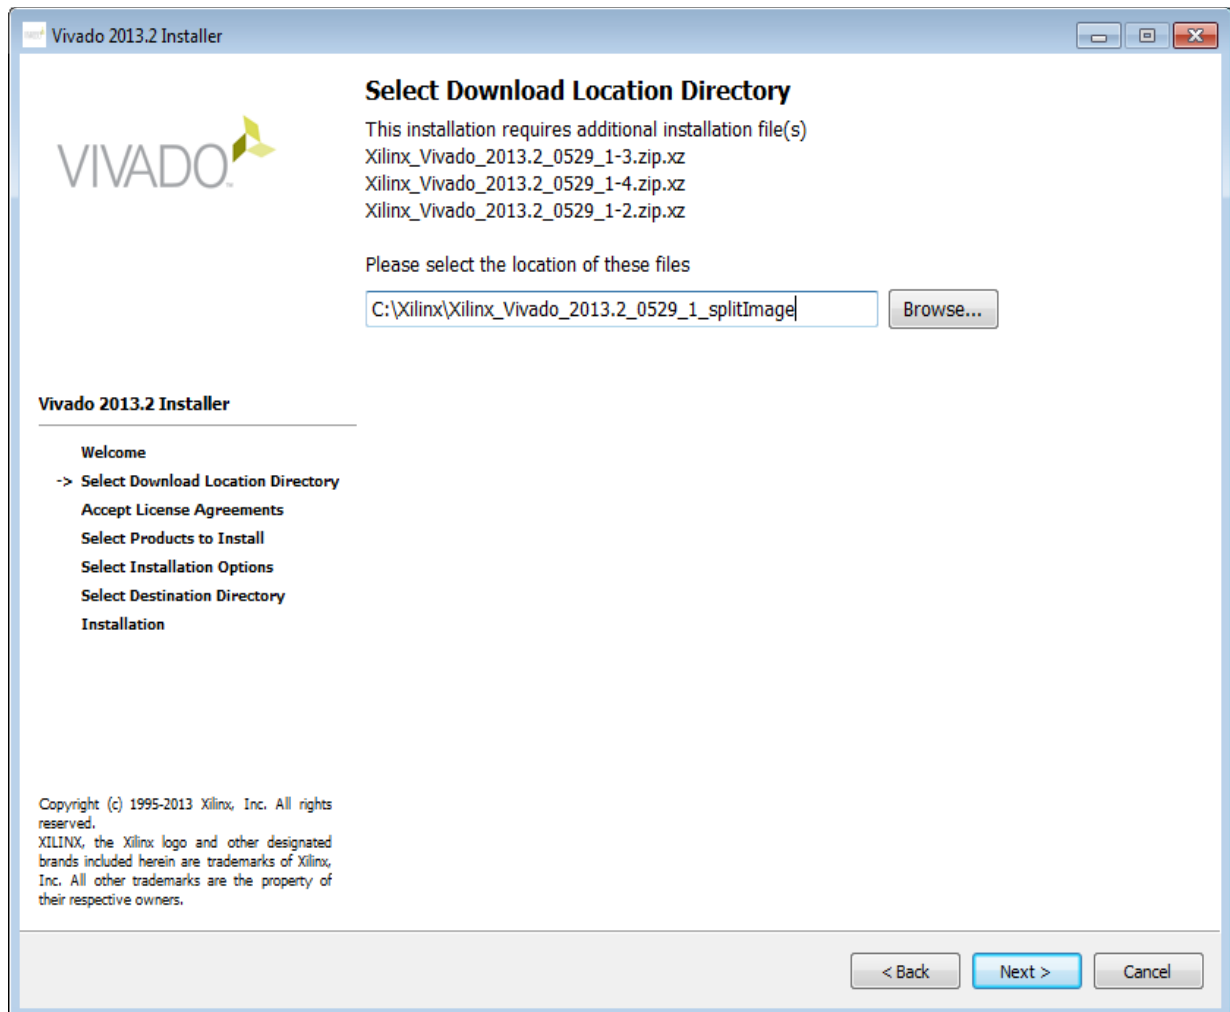 Vivado 2013.2 Installer
VIVADO™
Select Download Location Directory
This installation requires additional installation file(s)
Xilinx_Vivado_2013.2_0529_1-3.zip.xz
Xilinx_Vivado_2013.2_0529_1-4.zip.xz
Xilinx_Vivado_2013.2_0529_1-2.zip.xz
Please select the location of these files
C:\Xilinx\Xilinx_Vivado_2013.2_0529_1_splitImage
Browse...
Vivado 2013.2 Installer
Welcome
-> Select Download Location Directory
Accept License Agreements
Select Products to Install
Select Installation Options
Select Destination Directory
Installation
Copyright (c) 1995-2013 Xilinx, Inc. All rights
reserved.
XILINX, the Xilinx logo and other designated
brands included herein are trademarks of Xilinx,
Inc. All other trademarks are the property of
their respective owners.
< Back
Next >
Cancel